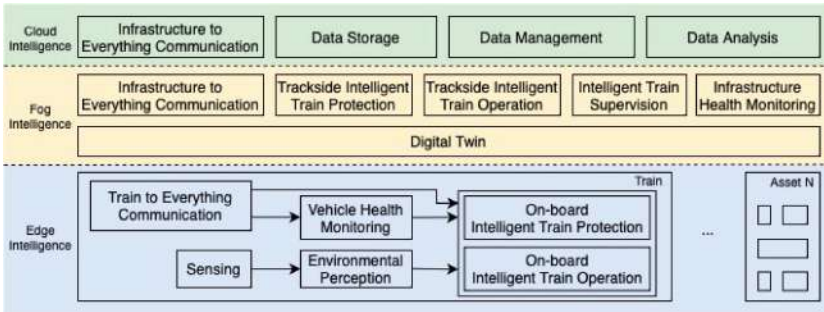 Cloud
Intelligence
Infrastructure to
Everything Communication
Data Storage
Data Management
Data Analysis
Fog
Intelligence
Infrastructure to
Everything Communication
Trackside Intelligent
Train Protection
Trackside Intelligent
Train Operation
Intelligent Train
Supervision
Infrastructure
Health Monitoring
Digital Twin
Edge
Intelligence
Train
Train to Everything
Communication
Vehicle Health
Monitoring
On-board
Intelligent Train Protection
Sensing
Environmental
Perception
On-board
Intelligent Train Operation
...
Asset N